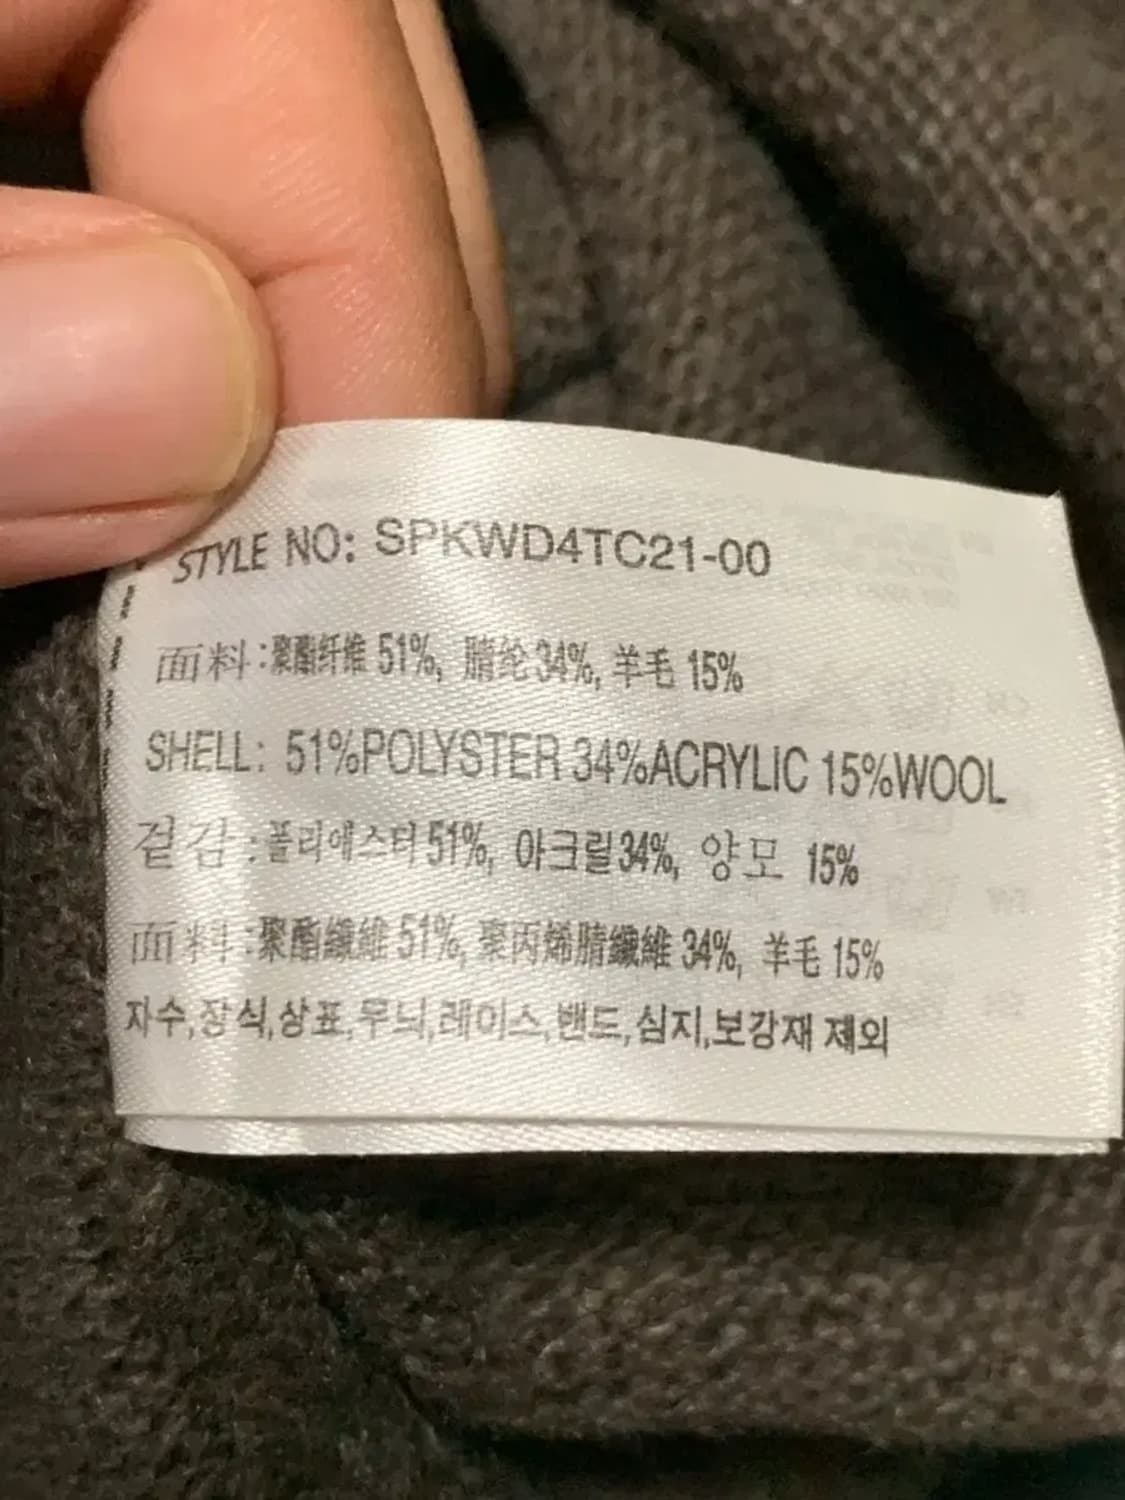 STYLE NO: SPKWD4TC21-00
面料:聚酯纤维 51%, 腈纶 34%, 羊毛 15%
SHELL: 51%POLYSTER 34%ACRYLIC 15%WOOL
겉감:폴리에스터 51%, 아크릴 34%, 양모 15%
面料:聚酯纖維 51%, 聚丙烯腈纖維 34%, 羊毛 15%
자수,장식,상표,무늬,레이스,밴드,심지,보강재 제외